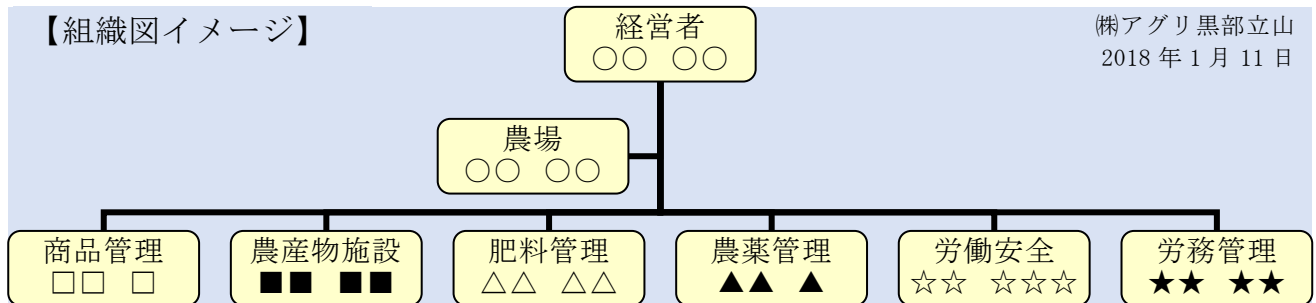 【組織図イメージ】
経営者
○○ ○○
㈱アグリ黒部立山
2018 年 1 月 11 日
農場
○○ ○○
商品管理
□□ □
農産物施設
■■ ■■
肥料管理
△△ △△
農薬管理
▲▲ ▲
労働安全
☆☆ ☆☆☆
労務管理
★★ ★★